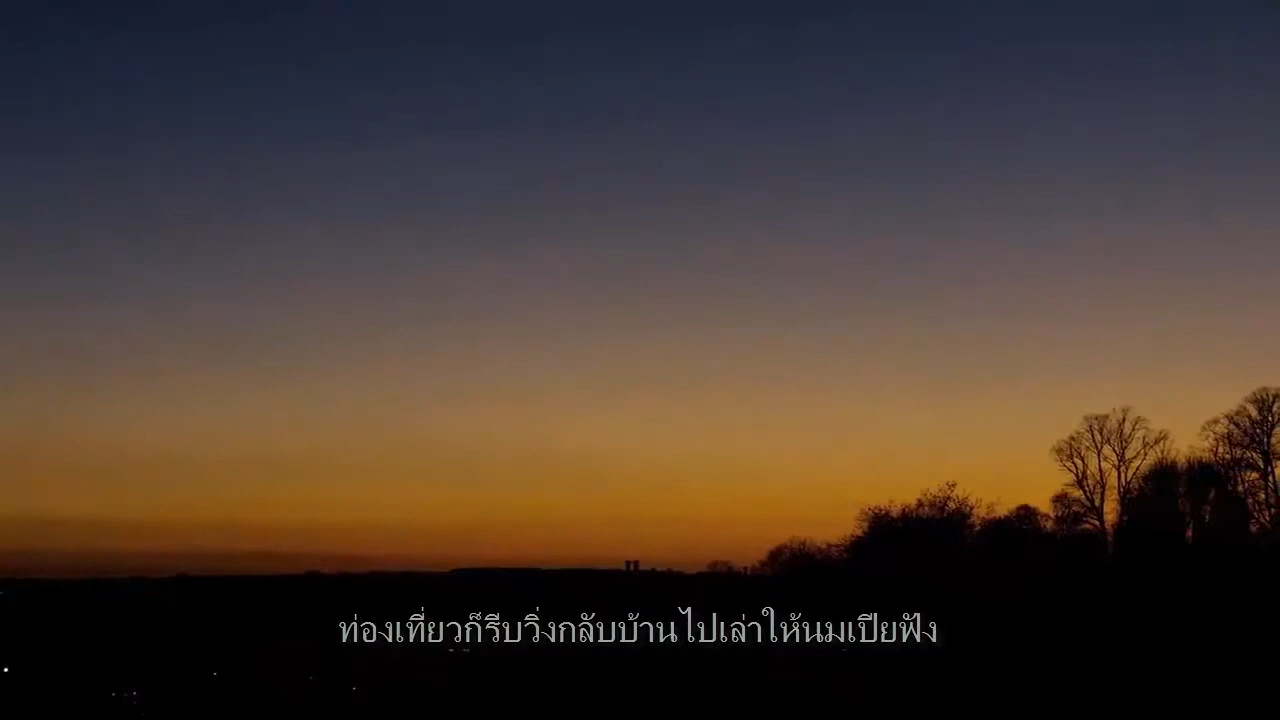 ท่องเที่ยวก็รีบวิ่งกลับบ้าน ไปเล่าให้นมเปียฟัง